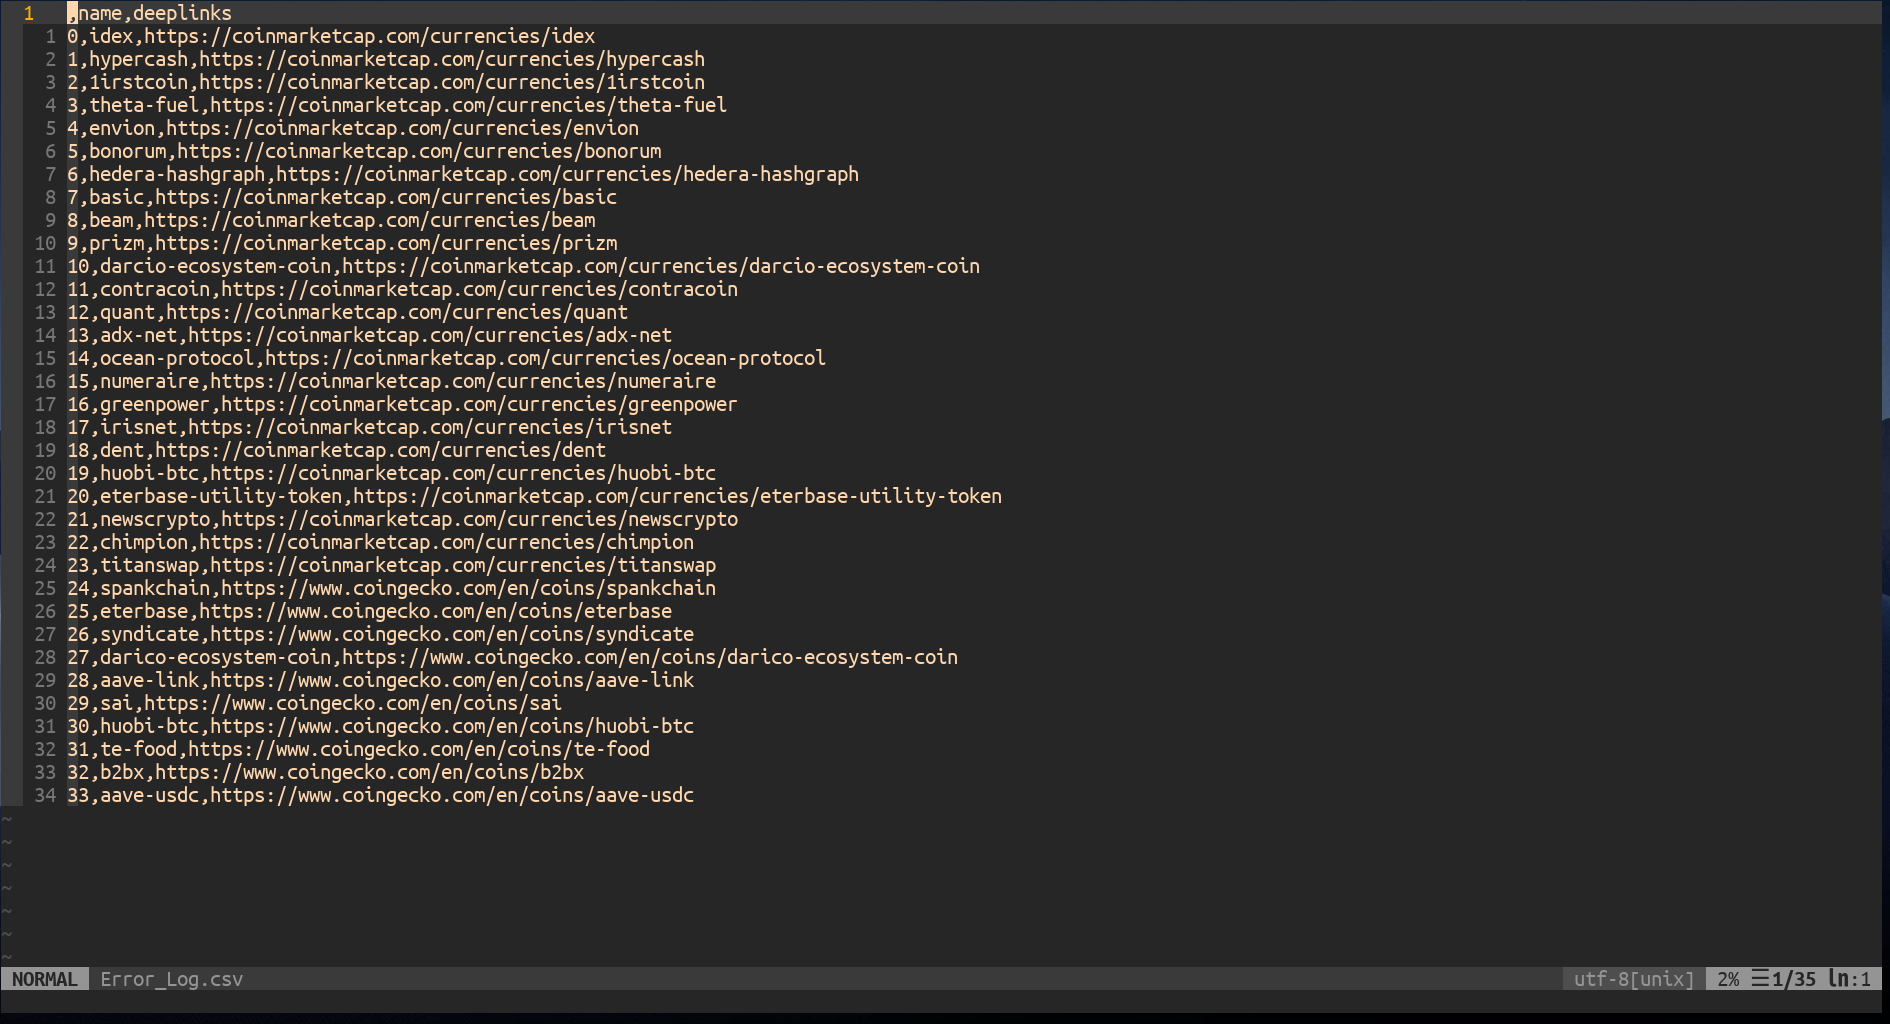 1 ,name,deeplinks
1 0,idex,https://coinmarketcap.com/currencies/idex
2 1,hypercash,https://coinmarketcap.com/currencies/hypercash
3 2,1irstcoin,https://coinmarketcap.com/currencies/1irstcoin
4 3,theta-fuel,https://coinmarketcap.com/currencies/theta-fuel
5 4,envion,https://coinmarketcap.com/currencies/envion
6 5,bonorum,https://coinmarketcap.com/currencies/bonorum
7 6,hedera-hashgraph,https://coinmarketcap.com/currencies/hedera-hashgraph
8 7,basic,https://coinmarketcap.com/currencies/basic
9 8,beam,https://coinmarketcap.com/currencies/beam
10 9,prizm,https://coinmarketcap.com/currencies/prizm
11 10,darcio-ecosystem-coin,https://coinmarketcap.com/currencies/darcio-ecosystem-coin
12 11,contracoin,https://coinmarketcap.com/currencies/contracoin
13 12,quant,https://coinmarketcap.com/currencies/quant
14 13,adx-net,https://coinmarketcap.com/currencies/adx-net
15 14,ocean-protocol,https://coinmarketcap.com/currencies/ocean-protocol
16 15,numeraire,https://coinmarketcap.com/currencies/numeraire
17 16,greenpower,https://coinmarketcap.com/currencies/greenpower
18 17,irisnet,https://coinmarketcap.com/currencies/irisnet
19 18,dent,https://coinmarketcap.com/currencies/dent
20 19,huobi-btc,https://coinmarketcap.com/currencies/huobi-btc
21 20,eterbase-utility-token,https://coinmarketcap.com/currencies/eterbase-utility-token
22 21,newscrypto,https://coinmarketcap.com/currencies/newscrypto
23 22,chimpion,https://coinmarketcap.com/currencies/chimpion
24 23,titanswap,https://coinmarketcap.com/currencies/titanswap
25 24,spankchain,https://www.coingecko.com/en/coins/spankchain
26 25,eterbase,https://www.coingecko.com/en/coins/eterbase
27 26,syndicate,https://www.coingecko.com/en/coins/syndicate
28 27,darico-ecosystem-coin,https://www.coingecko.com/en/coins/darico-ecosystem-coin
29 28,aave-link,https://www.coingecko.com/en/coins/aave-link
30 29,sai,https://www.coingecko.com/en/coins/sai
31 30,huobi-btc,https://www.coingecko.com/en/coins/huobi-btc
32 31,te-food,https://www.coingecko.com/en/coins/te-food
33 32,b2bx,https://www.coingecko.com/en/coins/b2bx
34 33,aave-usdc,https://www.coingecko.com/en/coins/aave-usdc
~
~
~
~
~
~
~
NORMAL Error_Log.csv utf-8[unix] 2% ☰1/35 ln:1